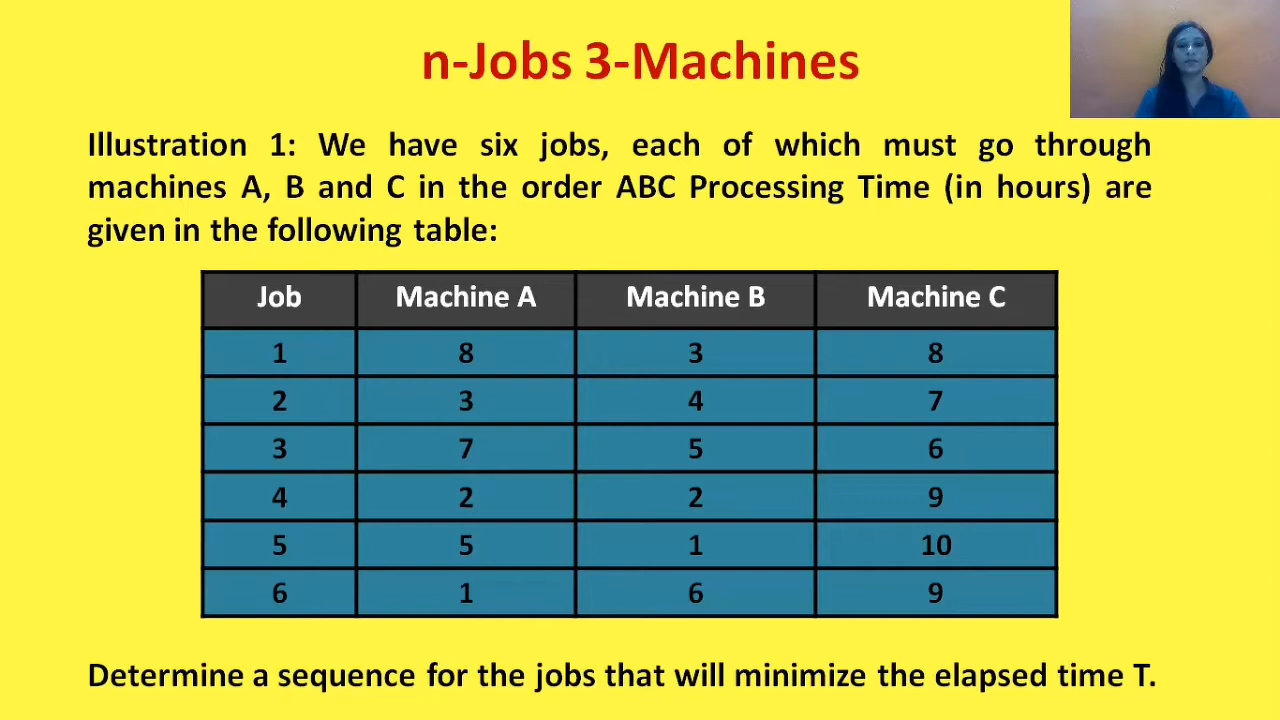 n-Jobs 3-Machines
Illustration 1: We have six jobs, each of which must go through
machines A, B and C in the order ABC Processing Time (in hours) are
given in the following table:
Job Machine A Machine B Machine C
1 8 3 8
2 3 4 7
3 7 5 6
4 2 2 9
5 5 1 10
6 1 6 9
Determine a sequence for the jobs that will minimize the elapsed time T.